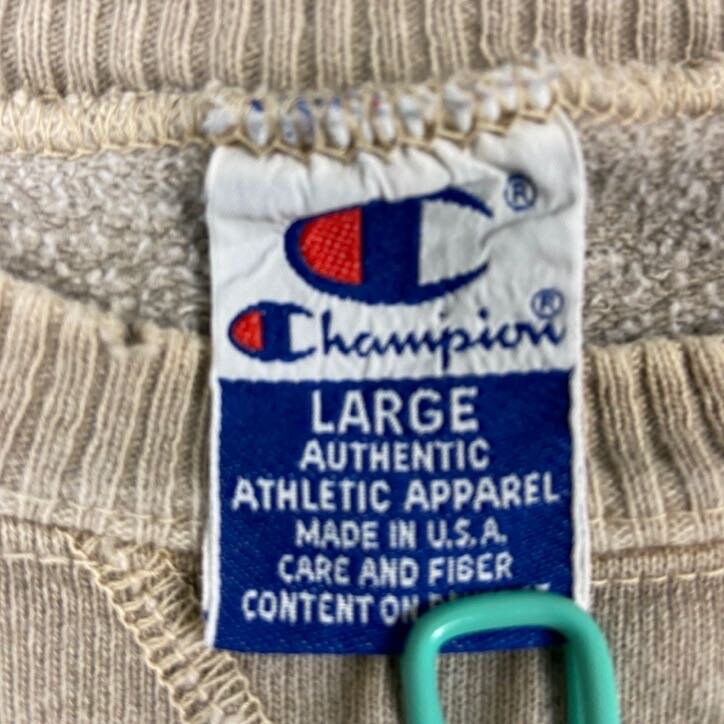 ®
Champion®
LARGE
AUTHENTIC
ATHLETIC APPAREL
MADE IN U.S.A.
CARE AND FIBER
CONTENT ON